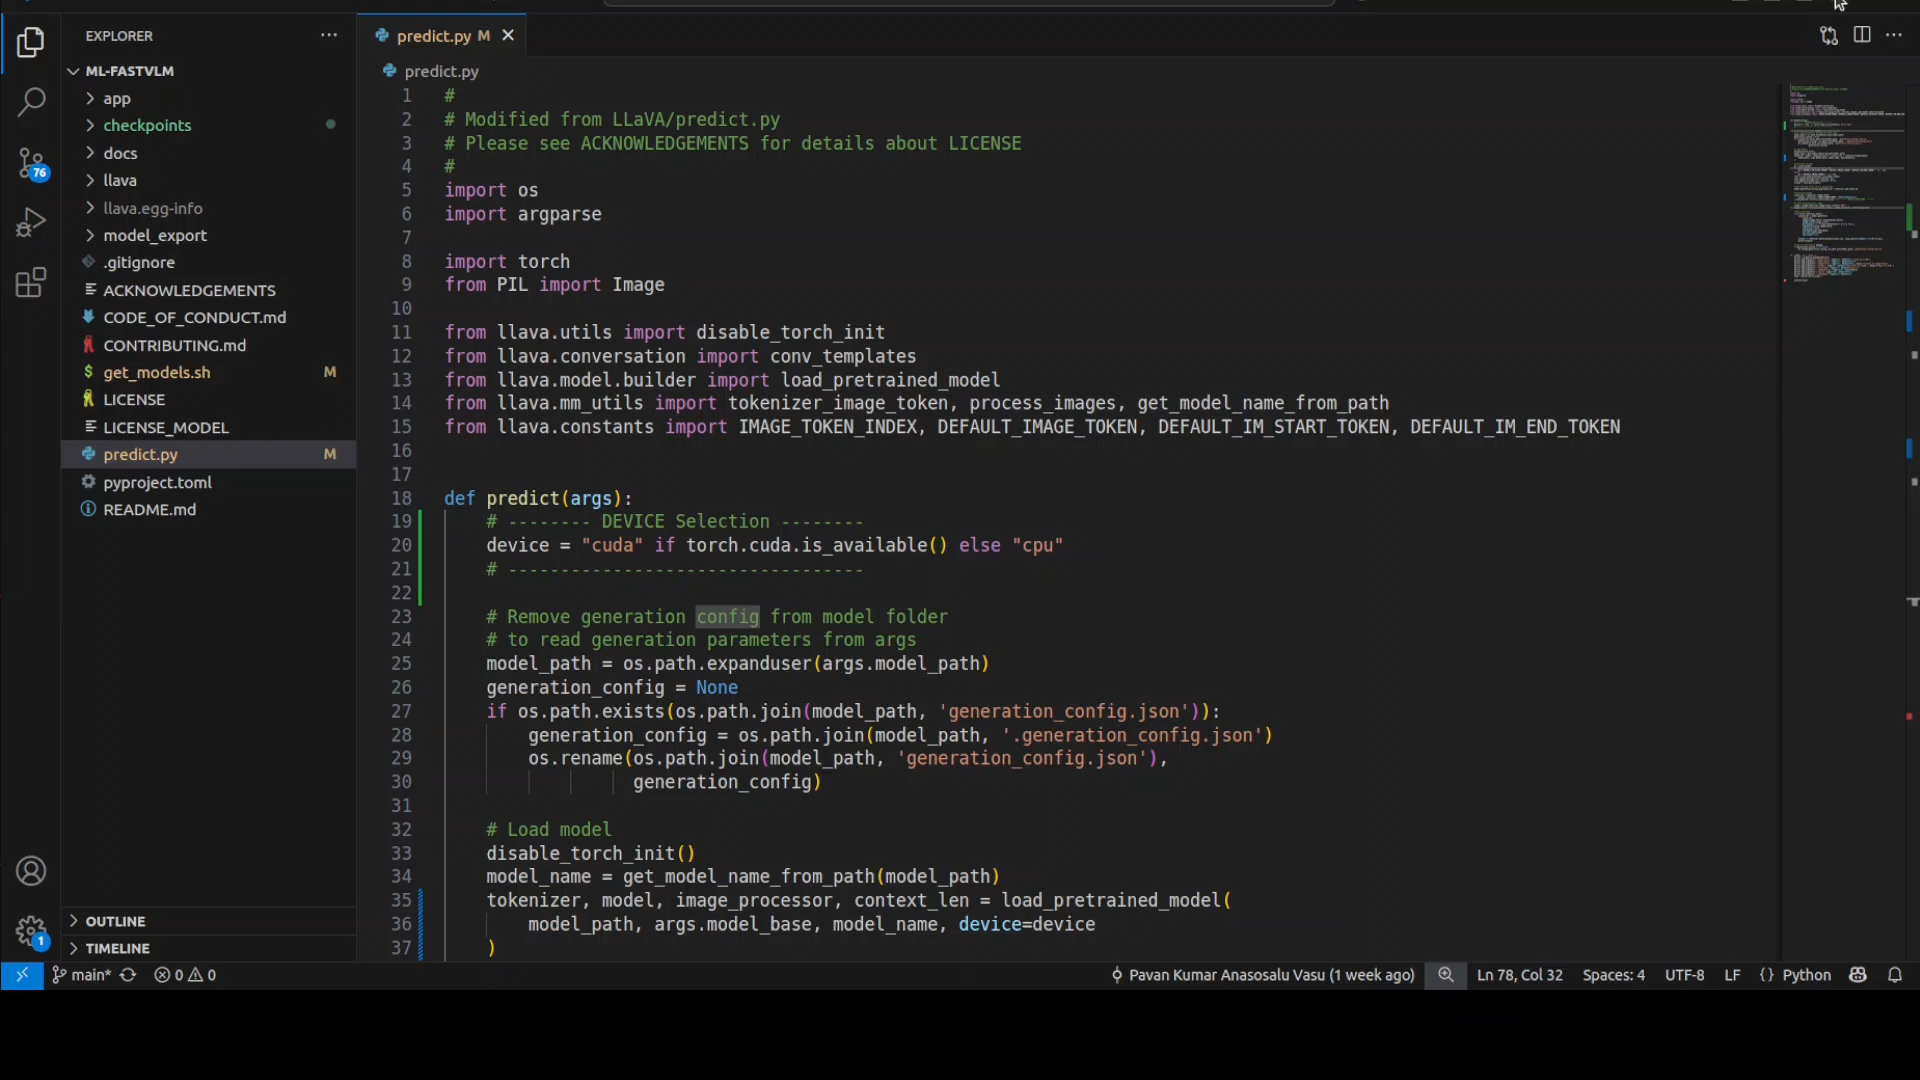 EXPLORER
ML-FASTVLM
app
checkpoints
docs
llava
llava.egg-info
model_export
.gitignore
ACKNOWLEDGEMENTS
CODE_OF_CONDUCT.md
CONTRIBUTING.md
get_models.sh M
LICENSE
LICENSE_MODEL
predict.py M
pyproject.toml
README.md
OUTLINE
TIMELINE
76
1
predict.py M
predict.py
1 #
2 # Modified from LLaVA/predict.py
3 # Please see ACKNOWLEDGEMENTS for details about LICENSE
4 #
5 import os
6 import argparse
7
8 import torch
9 from PIL import Image
10
11 from llava.utils import disable_torch_init
12 from llava.conversation import conv_templates
13 from llava.model.builder import load_pretrained_model
14 from llava.mm_utils import tokenizer_image_token, process_images, get_model_name_from_path
15 from llava.constants import IMAGE_TOKEN_INDEX, DEFAULT_IMAGE_TOKEN, DEFAULT_IM_START_TOKEN, DEFAULT_IM_END_TOKEN
16
17
18 def predict(args):
19 # -------- DEVICE Selection --------
20 device = "cuda" if torch.cuda.is_available() else "cpu"
21 # ----------------------------------
22
23 # Remove generation config from model folder
24 # to read generation parameters from args
25 model_path = os.path.expanduser(args.model_path)
26 generation_config = None
27 if os.path.exists(os.path.join(model_path, 'generation_config.json')):
28 generation_config = os.path.join(model_path, '.generation_config.json')
29 os.rename(os.path.join(model_path, 'generation_config.json'),
30 generation_config)
31
32 # Load model
33 disable_torch_init()
34 model_name = get_model_name_from_path(model_path)
35 tokenizer, model, image_processor, context_len = load_pretrained_model(
36 model_path, args.model_base, model_name, device=device
37 )
main* 0 0 Pavan Kumar Anasosalu Vasu (1 week ago) Ln 78, Col 32 Spaces: 4 UTF-8 LF {} Python